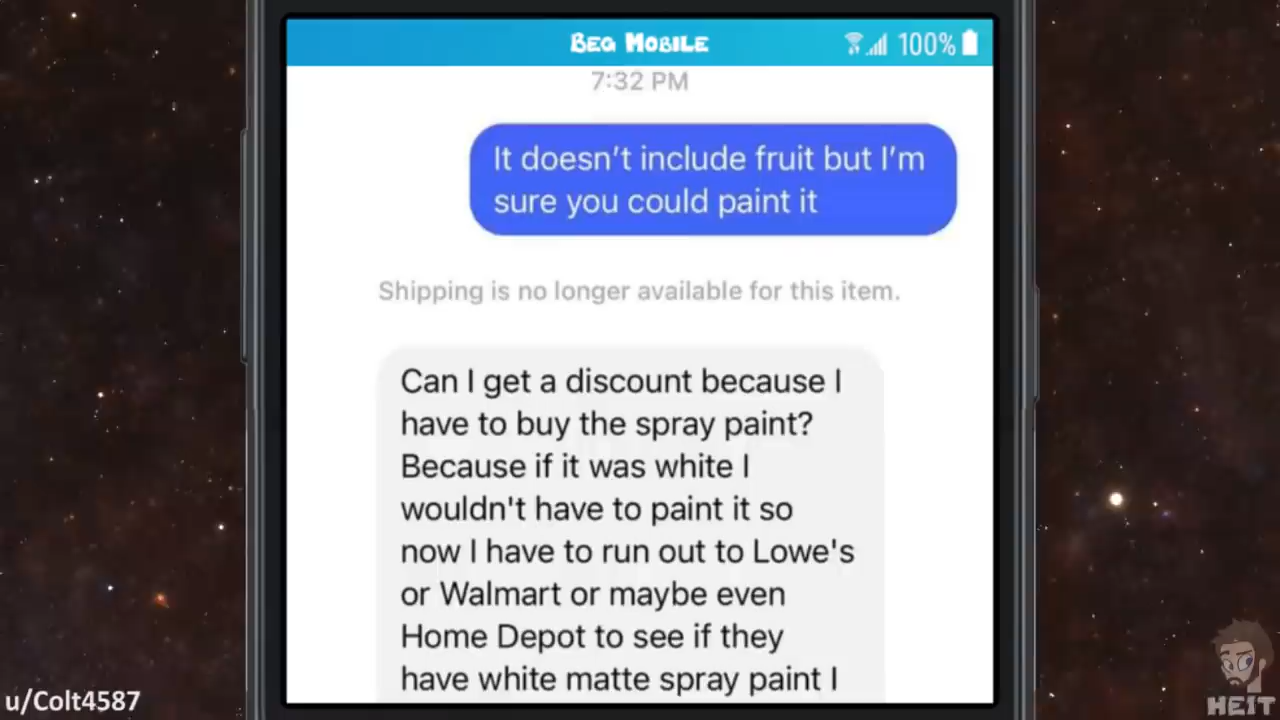 BEG MOBILE
100%
7:32 PM
It doesn’t include fruit but I’m
sure you could paint it
Shipping is no longer available for this item.
Can I get a discount because I
have to buy the spray paint?
Because if it was white I
wouldn't have to paint it so
now I have to run out to Lowe's
or Walmart or maybe even
Home Depot to see if they
have white matte spray paint I
u/Colt4587
HEIT